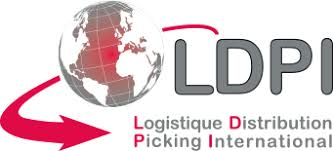 LDPI
Logistique Distribution
Picking International